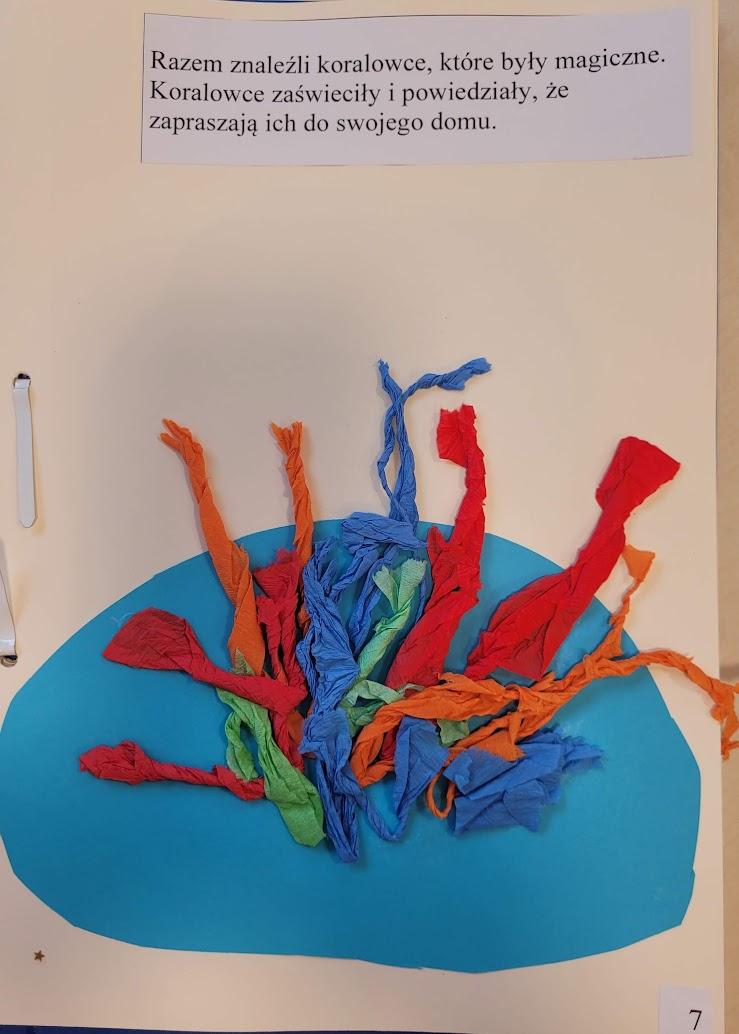 Razem znaleźli koralowce, które były magiczne.
Koralowce zaświeciły i powiedziały, że
zapraszają ich do swojego domu.
7